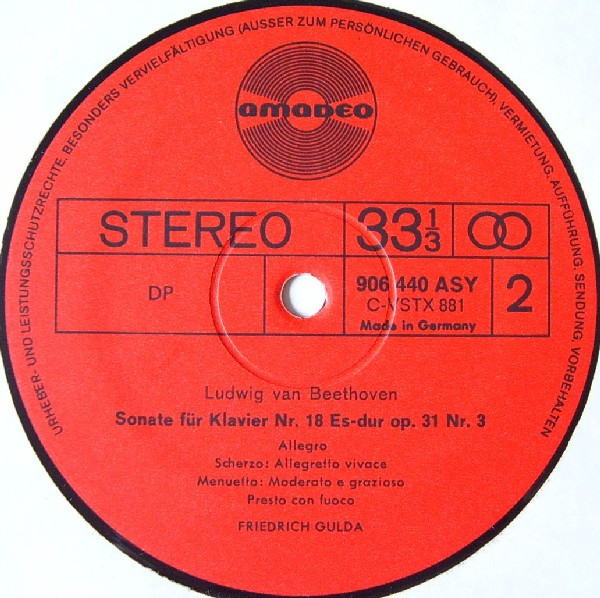 URHEBER- UND LEISTUNGSSCHUTZRECHTE. BESONDERS VERVIELFÄLTIGUNG (AUSSER ZUM PERSÖNLICHEN GEBRAUCH), VERMIETUNG, AUFFÜHRUNG, SENDUNG, VORBEHALTEN
amadeo
STEREO 33 1/3
DP 906 440 ASY 2
C-VSTX 881
Made in Germany
Ludwig van Beethoven
Sonate für Klavier Nr. 18 Es-dur op. 31 Nr. 3
Allegro
Scherzo: Allegretto vivace
Menuetto: Moderato e grazioso
Presto con fuoco
FRIEDRICH GULDA